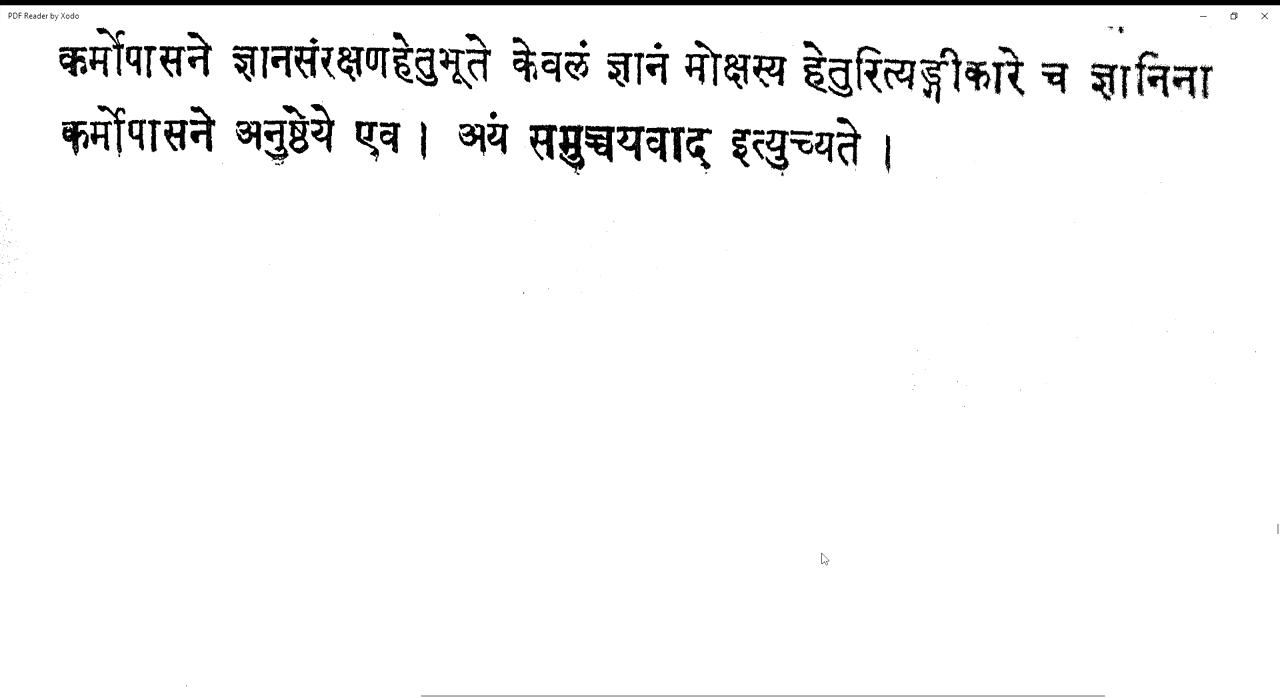 PDF Reader by Xodo
कर्मोपासने ज्ञानसंरक्षणहेतुभूते केवलं ज्ञानं मोक्षस्य हेतुरित्यङ्गीकारे च ज्ञानिना
कर्मोपासने अनुष्ठेये एव । अयं समुच्चयवाद इत्युच्यते ।